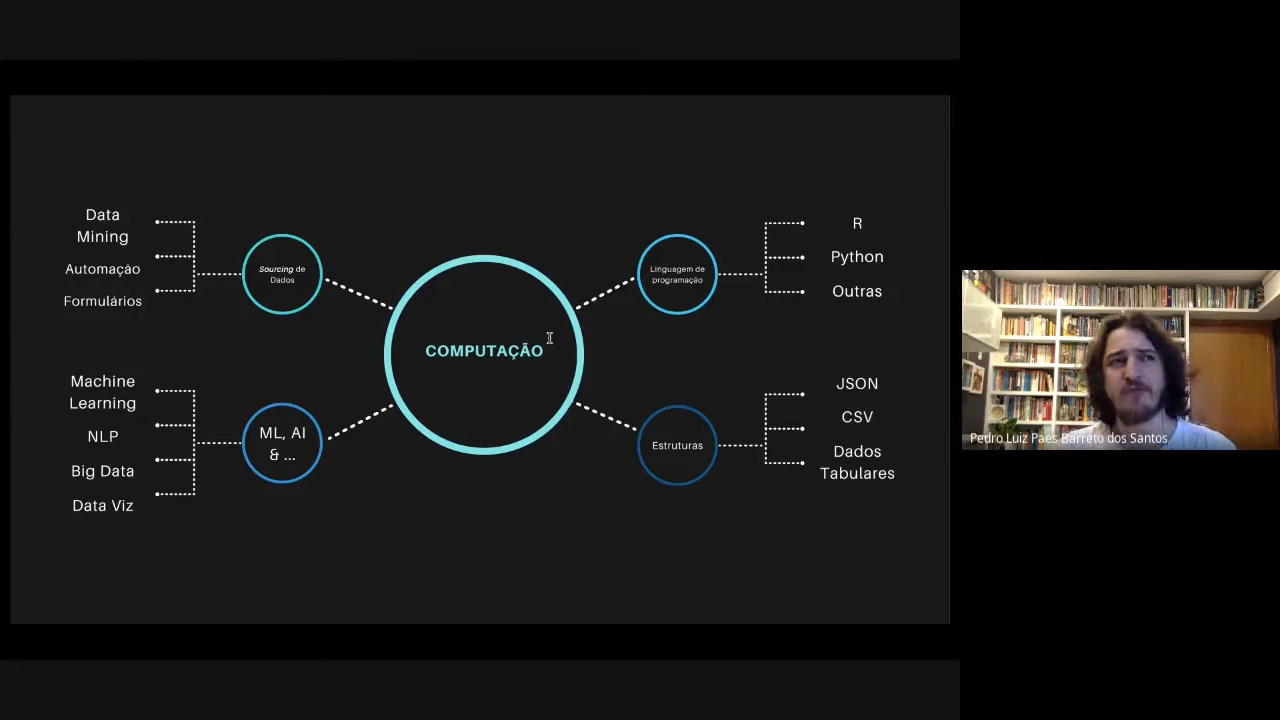 Data
Mining
Automação
Formulários
Sourcing de
Dados
Machine
Learning
NLP
Big Data
Data Viz
ML, AI
& ...
COMPUTAÇÃO
Linguagem de
programação
R
Python
Outras
Estruturas
JSON
CSV
Dados
Tabulares
Pedro Luiz Paes Barreto dos Santos